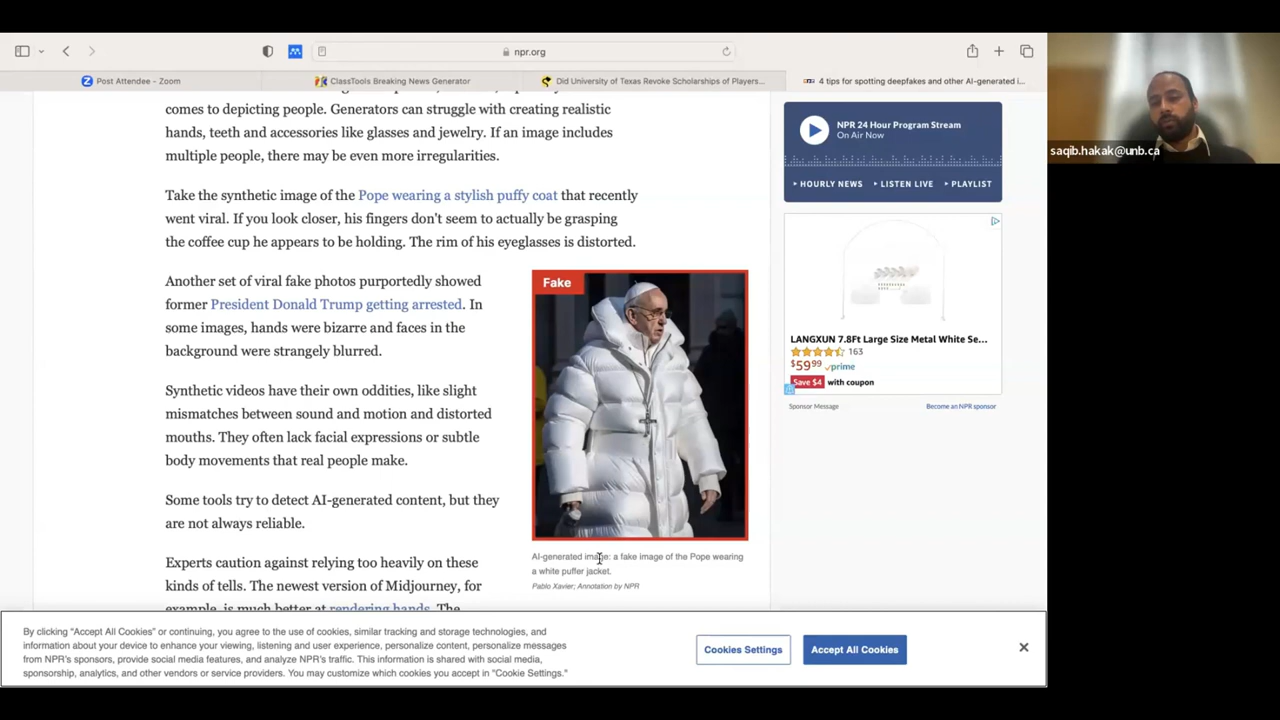 npr.org
Post Attendee – Zoom
ClassTools Breaking News Generator
Did University of Texas Revoke Scholarships of Players...
4 tips for spotting deepfakes and other AI-generated i...
comes to depicting people. Generators can struggle with creating realistic
hands, teeth and accessories like glasses and jewelry. If an image includes
multiple people, there may be even more irregularities.
Take the synthetic image of the Pope wearing a stylish puffy coat that recently
went viral. If you look closer, his fingers don't seem to actually be grasping
the coffee cup he appears to be holding. The rim of his eyeglasses is distorted.
Another set of viral fake photos purportedly showed
former President Donald Trump getting arrested. In
some images, hands were bizarre and faces in the
background were strangely blurred.
Synthetic videos have their own oddities, like slight
mismatches between sound and motion and distorted
mouths. They often lack facial expressions or subtle
body movements that real people make.
Some tools try to detect AI-generated content, but they
are not always reliable.
Experts caution against relying too heavily on these
kinds of tells. The newest version of Midjourney, for
example, is much better at rendering hands. The
Fake
AI-generated image: a fake image of the Pope wearing
a white puffer jacket.
Pablo Xavier; Annotation by NPR
NPR 24 Hour Program Stream
On Air Now
HOURLY NEWS
LISTEN LIVE
PLAYLIST
LANGXUN 7.8Ft Large Size Metal White Se...
163
$59.99 prime
Save $4 with coupon
Sponsor Message
Become an NPR sponsor
By clicking "Accept All Cookies" or continuing, you agree to the use of cookies, similar tracking and storage technologies, and
information about your device to enhance your viewing, listening and user experience, personalize content, personalize messages
from NPR's sponsors, provide social media features, and analyze NPR's traffic. This information is shared with social media,
sponsorship, analytics, and other vendors or service providers. You may customize which cookies you accept in "Cookie Settings."
Cookies Settings
Accept All Cookies
saqib.hakak@unb.ca